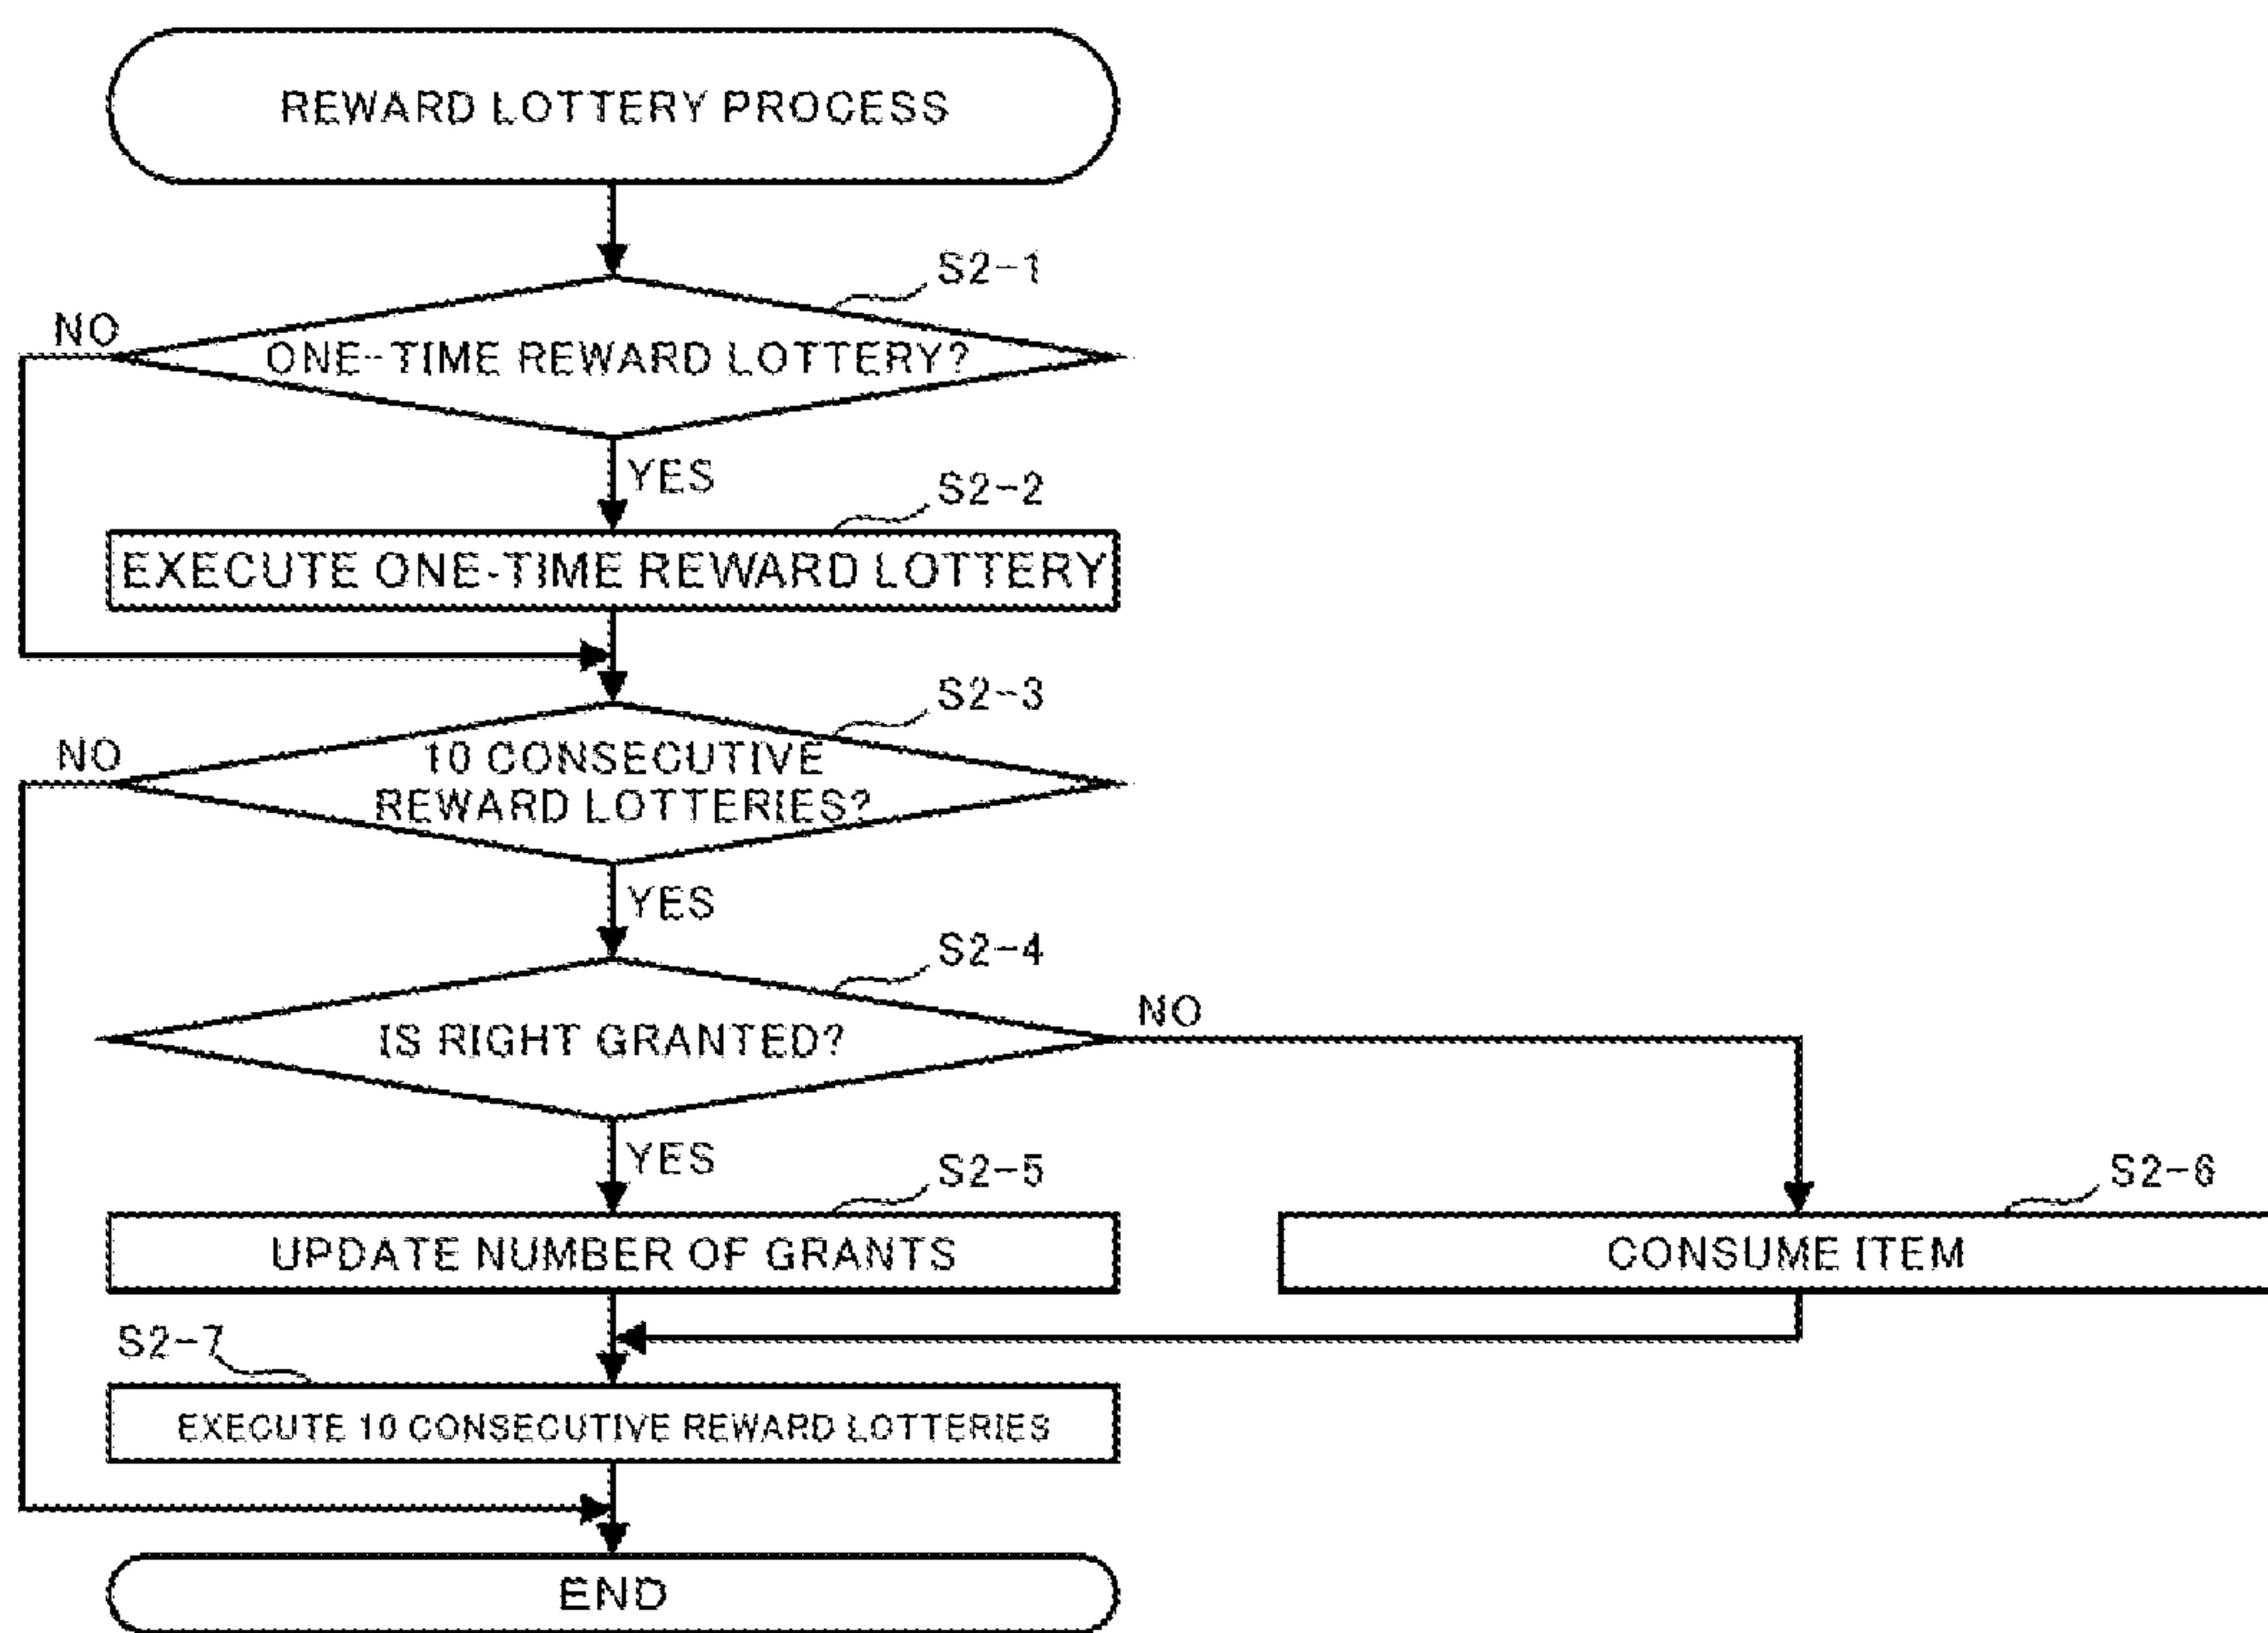 REWARD LOTTERY PROCESS
S2-1
NO
ONE-TIME REWARD LOTTERY?
YES
S2-2
EXECUTE ONE-TIME REWARD LOTTERY
S2-3
NO
10 CONSECUTIVE
REWARD LOTTERIES?
YES
S2-4
NO
IS RIGHT GRANTED?
YES
S2-5
S2-6
UPDATE NUMBER OF GRANTS
CONSUME ITEM
S2-7
EXECUTE 10 CONSECUTIVE REWARD LOTTERIES
END